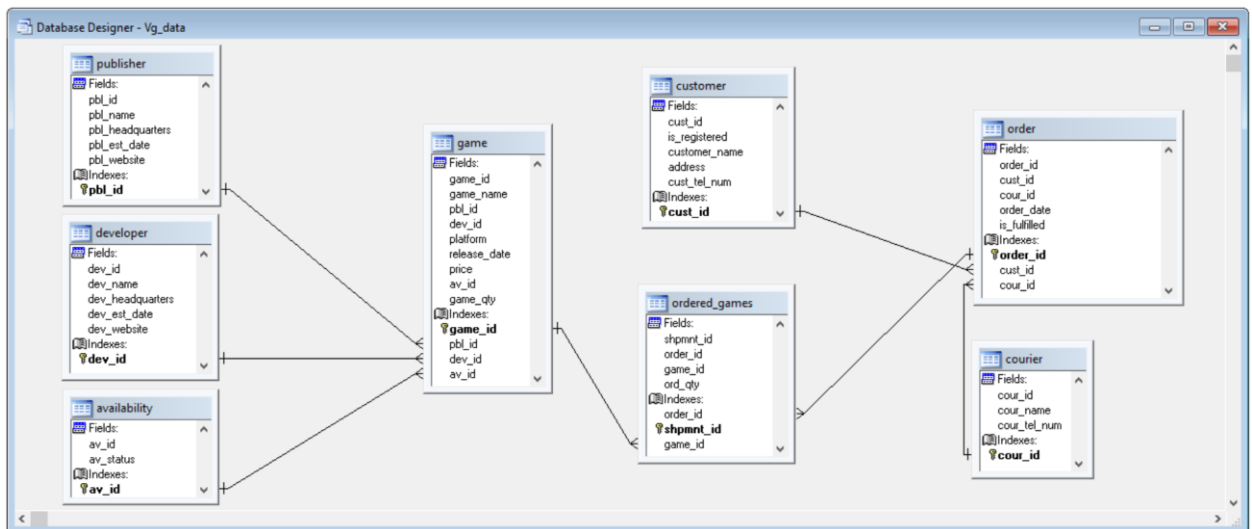 Database Designer - Vg_data
publisher
Fields:
pbl_id
pbl_name
pbl_headquarters
pbl_est_date
pbl_website
Indexes:
pbl_id
developer
Fields:
dev_id
dev_name
dev_headquarters
dev_est_date
dev_website
Indexes:
dev_id
availability
Fields:
av_id
av_status
Indexes:
av_id
game
Fields:
game_id
game_name
pbl_id
dev_id
platform
release_date
price
av_id
game_qty
Indexes:
game_id
pbl_id
dev_id
av_id
customer
Fields:
cust_id
is_registered
customer_name
address
cust_tel_num
Indexes:
cust_id
ordered_games
Fields:
shpmnt_id
order_id
game_id
ord_qty
Indexes:
order_id
shpmnt_id
game_id
order
Fields:
order_id
cust_id
cour_id
order_date
is_fulfilled
Indexes:
order_id
cust_id
cour_id
courier
Fields:
cour_id
cour_name
cour_tel_num
Indexes:
cour_id